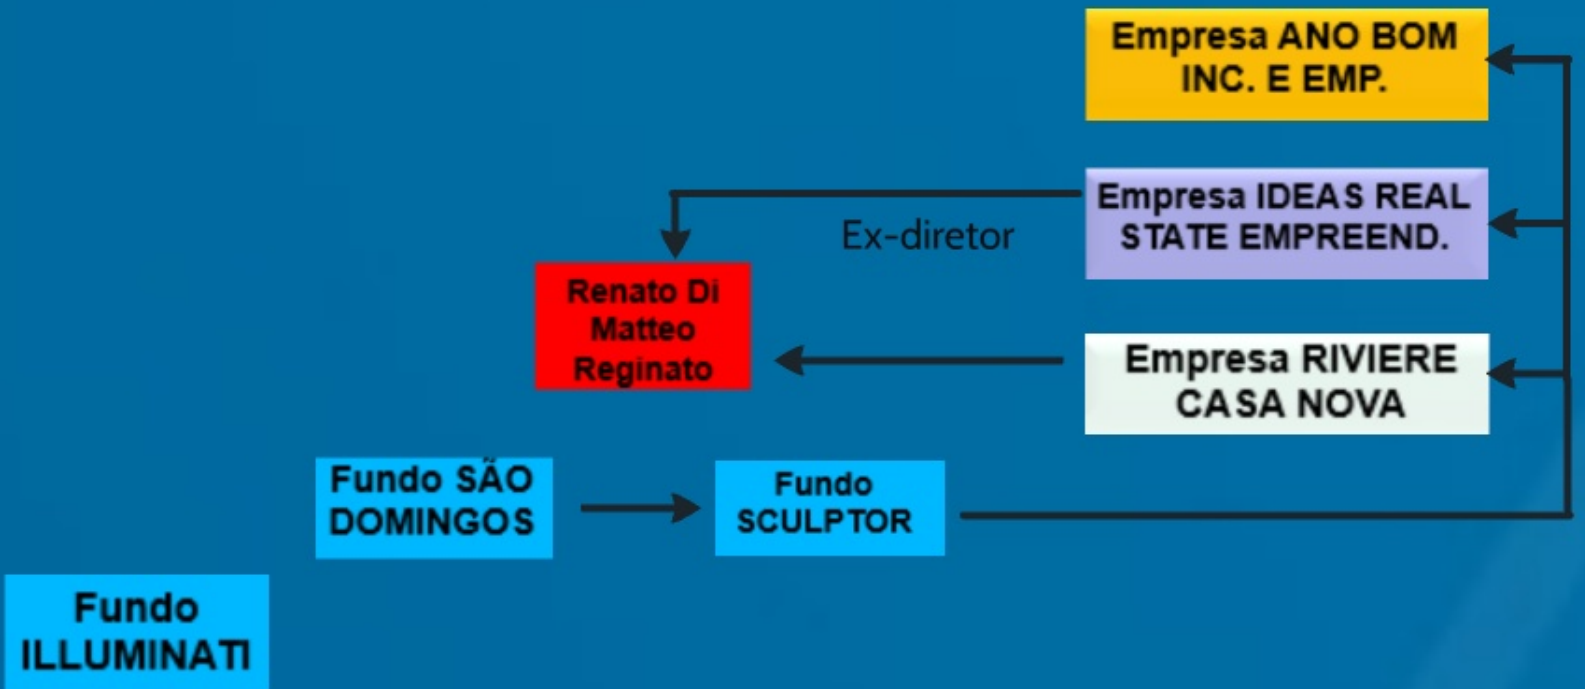 Empresa ANO BOM
INC. E EMP.
Empresa IDEAS REAL
STATE EMPREEND.
Ex-diretor
Renato Di
Matteo
Reginato
Empresa RIVIERE
CASA NOVA
Fundo SÃO
DOMINGOS
Fundo
SCULPTOR
Fundo
ILLUMINATI